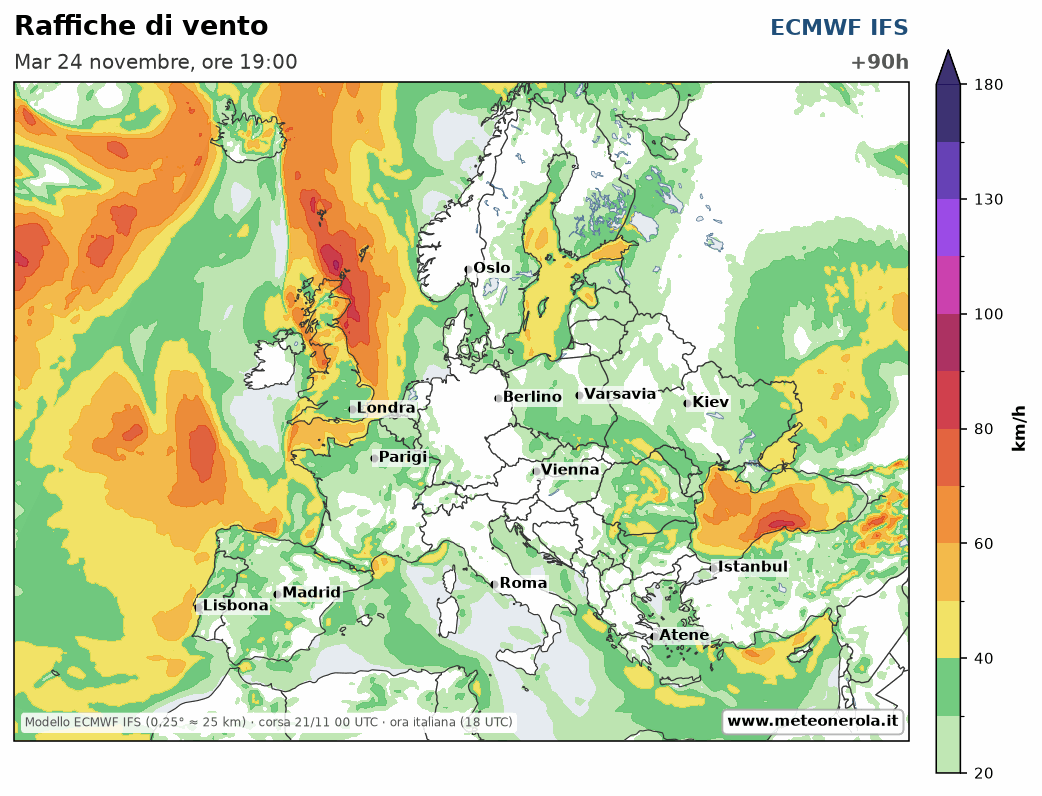 Raffiche di vento
ECMWF IFS
Mar 24 novembre, ore 19:00
+90h
180
130
100
80
60
40
20
km/h
Oslo
Londra
Berlino
Varsavia
Kiev
Parigi
Vienna
Istanbul
Roma
Madrid
Lisbona
Atene
Modello ECMWF IFS (0,25° ≈ 25 km) · corsa 21/11 00 UTC · ora italiana (18 UTC)
www.meteonerola.it